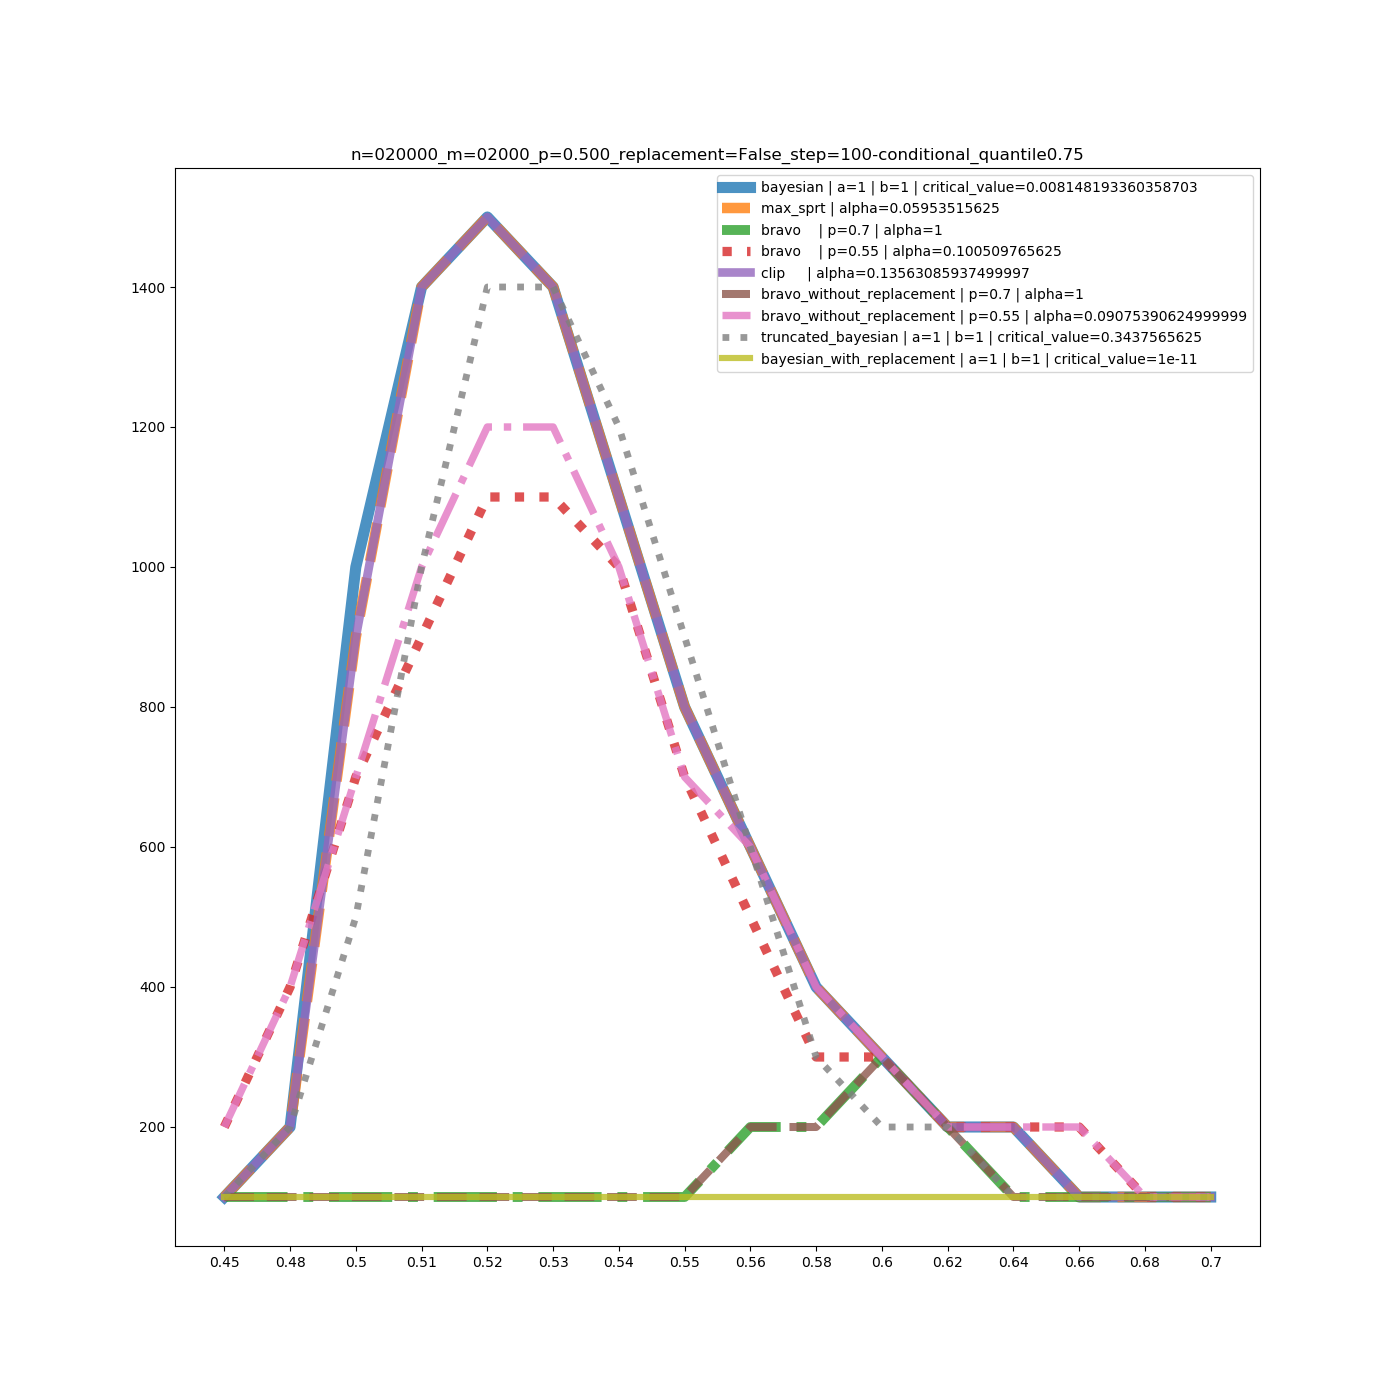 n=020000_m=02000_p=0.500_replacement=False_step=100-conditional_quantile0.75
bayesian | a=1 | b=1 | critical_value=0.008148193360358703
max_sprt | alpha=0.05953515625
bravo    | p=0.7 | alpha=1
bravo    | p=0.55 | alpha=0.100509765625
clip     | alpha=0.13563085937499997
bravo_without_replacement | p=0.7 | alpha=1
bravo_without_replacement | p=0.55 | alpha=0.09075390624999999
truncated_bayesian | a=1 | b=1 | critical_value=0.3437565625
bayesian_with_replacement | a=1 | b=1 | critical_value=1e-11
1400
1200
1000
800
600
400
200
0.45 0.48 0.5 0.51 0.52 0.53 0.54 0.55 0.56 0.58 0.6 0.62 0.64 0.66 0.68 0.7